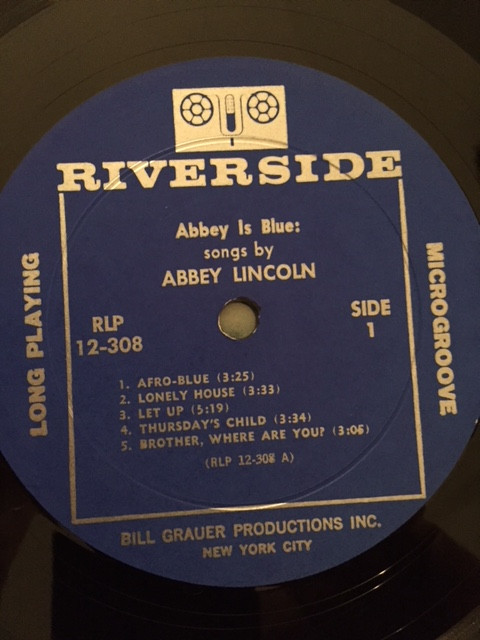 RIVERSIDE
Abbey Is Blue:
songs by
ABBEY LINCOLN
LONG PLAYING
MICROGROOVE
RLP
12-308
SIDE
1
1. AFRO-BLUE (3:25)
2. LONELY HOUSE (3:33)
3. LET UP (5:19)
4. THURSDAY'S CHILD (3:34)
5. BROTHER, WHERE ARE YOU? (3:06)
(RLP 12-308 A)
BILL GRAUER PRODUCTIONS INC.
NEW YORK CITY